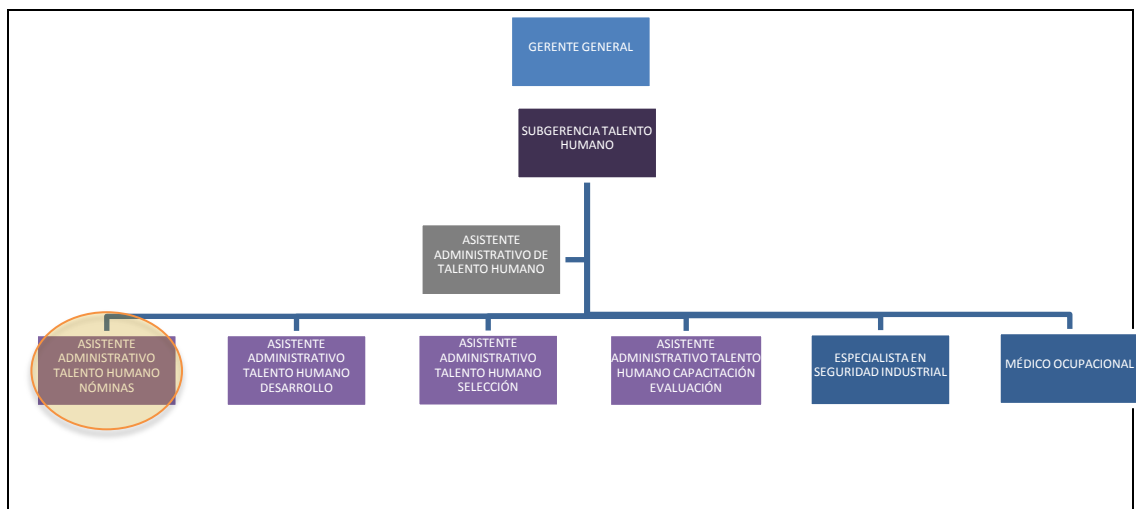 GERENTE GENERAL
SUBGERENCIA TALENTO
HUMANO
ASISTENTE
ADMINISTRATIVO DE
TALENTO HUMANO
ASISTENTE
ADMINISTRATIVO
TALENTO HUMANO
NÓMINAS
ASISTENTE
ADMINISTRATIVO
TALENTO HUMANO
DESARROLLO
ASISTENTE
ADMINISTRATIVO
TALENTO HUMANO
SELECCIÓN
ASISTENTE
ADMINISTRATIVO TALENTO
HUMANO CAPACITACIÓN
EVALUACIÓN
ESPECIALISTA EN
SEGURIDAD INDUSTRIAL
MÉDICO OCUPACIONAL